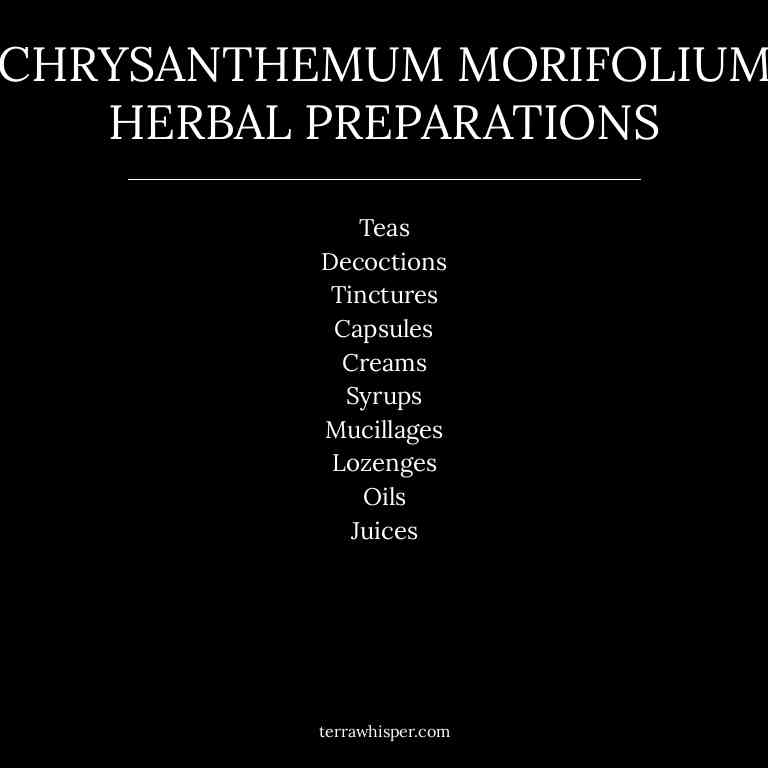 CHRYSANTHEMUM MORIFOLIUM
HERBAL PREPARATIONS
Teas
Decoctions
Tinctures
Capsules
Creams
Syrups
Mucillages
Lozenges
Oils
Juices
terrawhisper.com